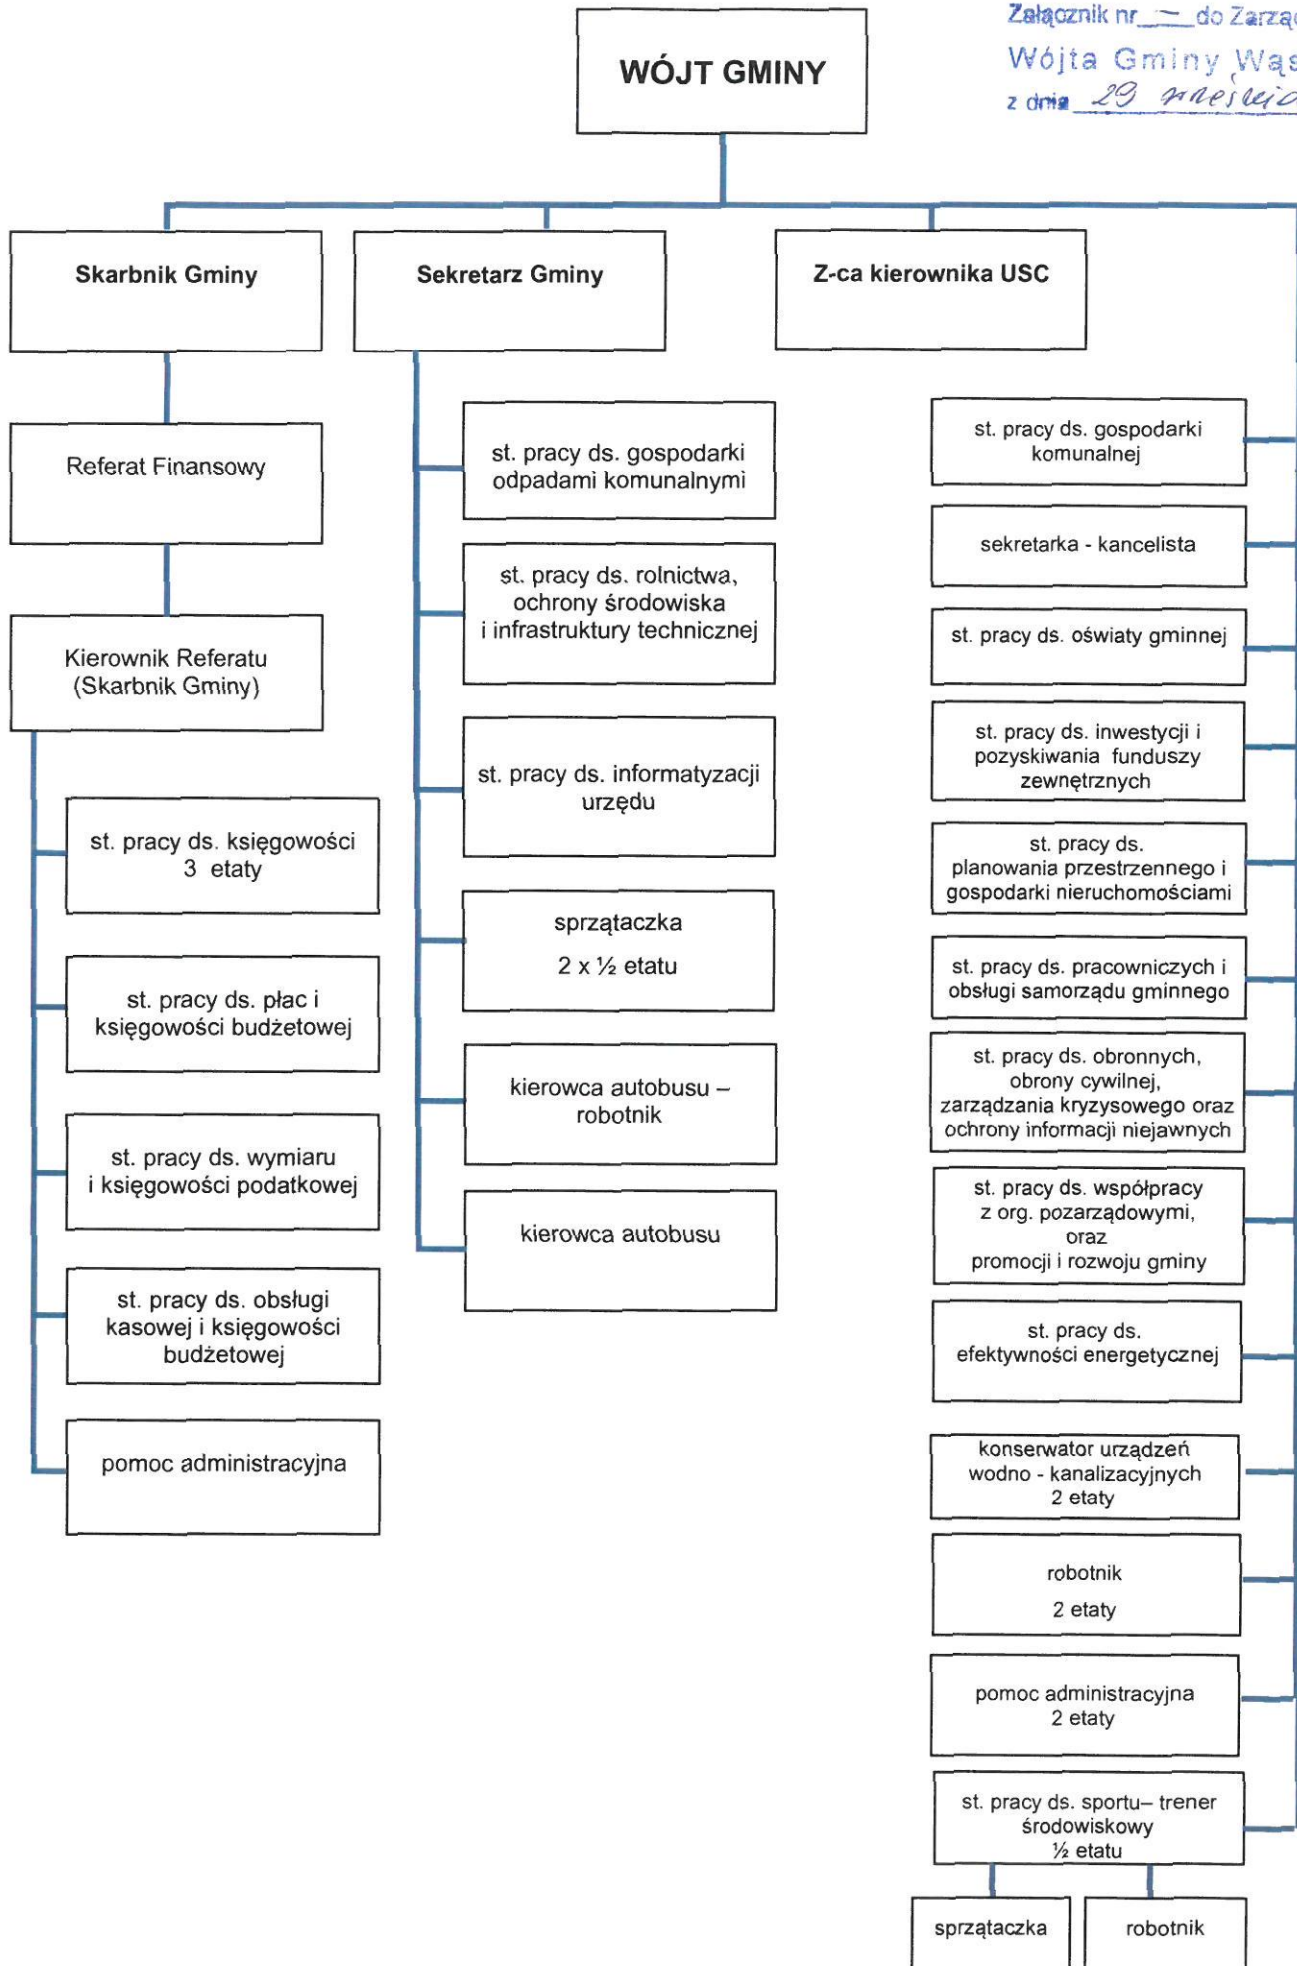 Załącznik nr — do Zarzą
Wójta Gminy Wąs
z dnia 29
WÓJT GMINY
Skarbnik Gminy
Sekretarz Gminy
Z-ca kierownika USC
Referat Finansowy
Kierownik Referatu
(Skarbnik Gminy)
st. pracy ds. księgowości
3 etaty
st. pracy ds. płac i
księgowości budżetowej
st. pracy ds. wymiaru
i księgowości podatkowej
st. pracy ds. obsługi
kasowej i księgowości
budżetowej
pomoc administracyjna
st. pracy ds. gospodarki
odpadami komunalnymi
st. pracy ds. rolnictwa,
ochrony środowiska
i infrastruktury technicznej
st. pracy ds. informatyzacji
urzędu
sprzątaczka
2 x ½ etatu
kierowca autobusu –
robotnik
kierowca autobusu
st. pracy ds. gospodarki
komunalnej
sekretarka - kancelista
st. pracy ds. oświaty gminnej
st. pracy ds. inwestycji i
pozyskiwania funduszy
zewnętrznych
st. pracy ds.
planowania przestrzennego i
gospodarki nieruchomościami
st. pracy ds. pracowniczych i
obsługi samorządu gminnego
st. pracy ds. obronnych,
obrony cywilnej,
zarządzania kryzysowego oraz
ochrony informacji niejawnych
st. pracy ds. współpracy
z org. pozarządowymi,
oraz
promocji i rozwoju gminy
st. pracy ds.
efektywności energetycznej
konserwator urządzeń
wodno - kanalizacyjnych
2 etaty
robotnik
2 etaty
pomoc administracyjna
2 etaty
st. pracy ds. sportu– trener
środowiskowy
½ etatu
sprzątaczka
robotnik